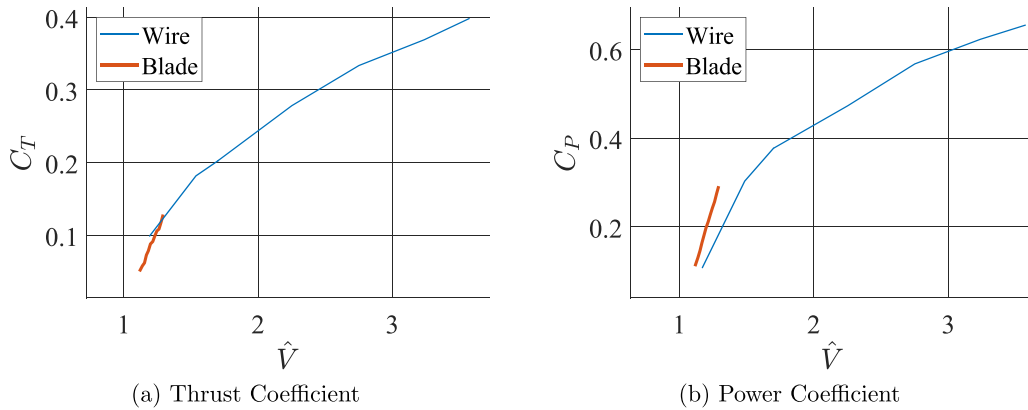 0.4
0.3
0.2
0.1
C_T
Wire
Blade
1 2 3
V̂
(a) Thrust Coefficient
0.6
0.4
0.2
C_P
Wire
Blade
1 2 3
V̂
(b) Power Coefficient